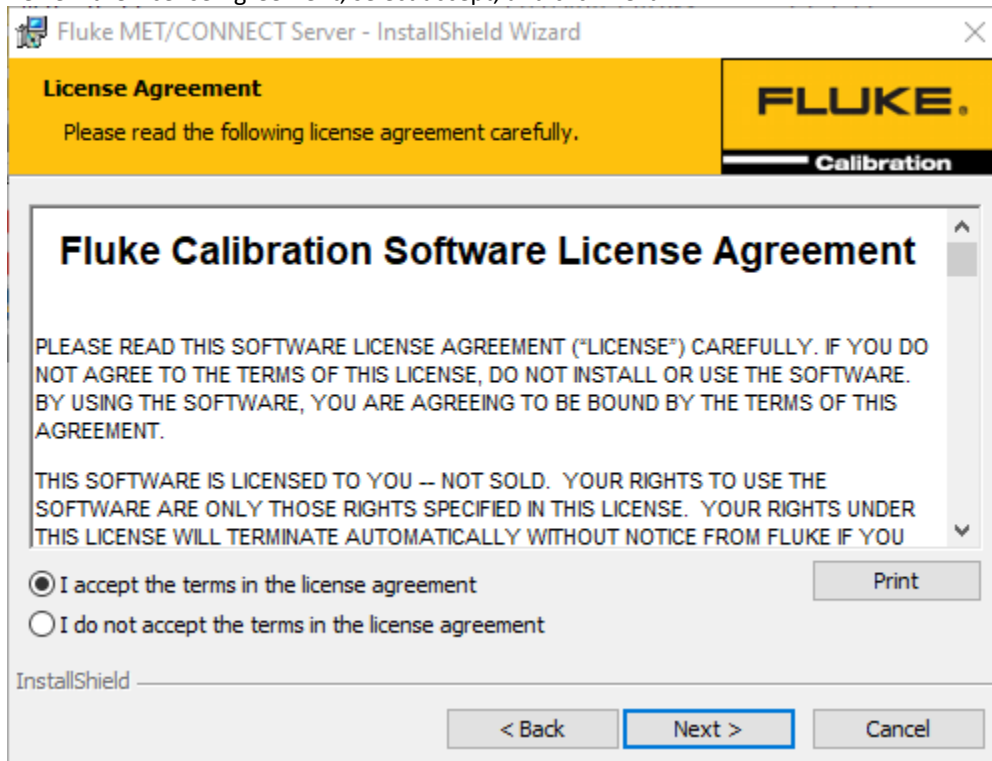 Fluke MET/CONNECT Server - InstallShield Wizard
License Agreement
Please read the following license agreement carefully.
FLUKE®
Calibration
Fluke Calibration Software License Agreement
PLEASE READ THIS SOFTWARE LICENSE AGREEMENT (“LICENSE”) CAREFULLY. IF YOU DO
NOT AGREE TO THE TERMS OF THIS LICENSE, DO NOT INSTALL OR USE THE SOFTWARE.
BY USING THE SOFTWARE, YOU ARE AGREEING TO BE BOUND BY THE TERMS OF THIS
AGREEMENT.
THIS SOFTWARE IS LICENSED TO YOU -- NOT SOLD. YOUR RIGHTS TO USE THE
SOFTWARE ARE ONLY THOSE RIGHTS SPECIFIED IN THIS LICENSE. YOUR RIGHTS UNDER
THIS LICENSE WILL TERMINATE AUTOMATICALLY WITHOUT NOTICE FROM FLUKE IF YOU
I accept the terms in the license agreement
Print
I do not accept the terms in the license agreement
InstallShield
< Back
Next >
Cancel